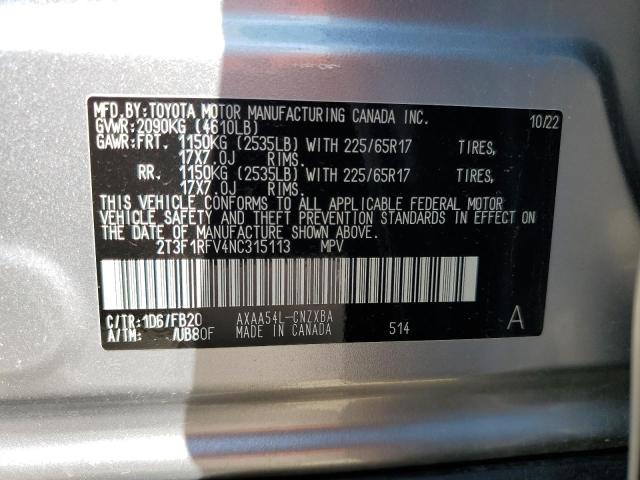 MFD.BY:TOYOTA MOTOR MANUFACTURING CANADA INC. 10/22
GVWR:2090KG (4610LB)
GAWR:FRT. 1150KG (2535LB) WITH 225/65R17 TIRES,
17X7.0J RIMS.
RR. 1150KG (2535LB) WITH 225/65R17 TIRES,
17X7.0J RIMS.
THIS VEHICLE CONFORMS TO ALL APPLICABLE FEDERAL MOTOR
VEHICLE SAFETY AND THEFT PREVENTION STANDARDS IN EFFECT ON
THE DATE OF MANUFACTURE SHOWN ABOVE.
2T3F1RFV4NC315113 MPV
C/TR:1D6/FB20 AXAA54L-CNZXBA A
A/TM: /UB80F MADE IN CANADA 514